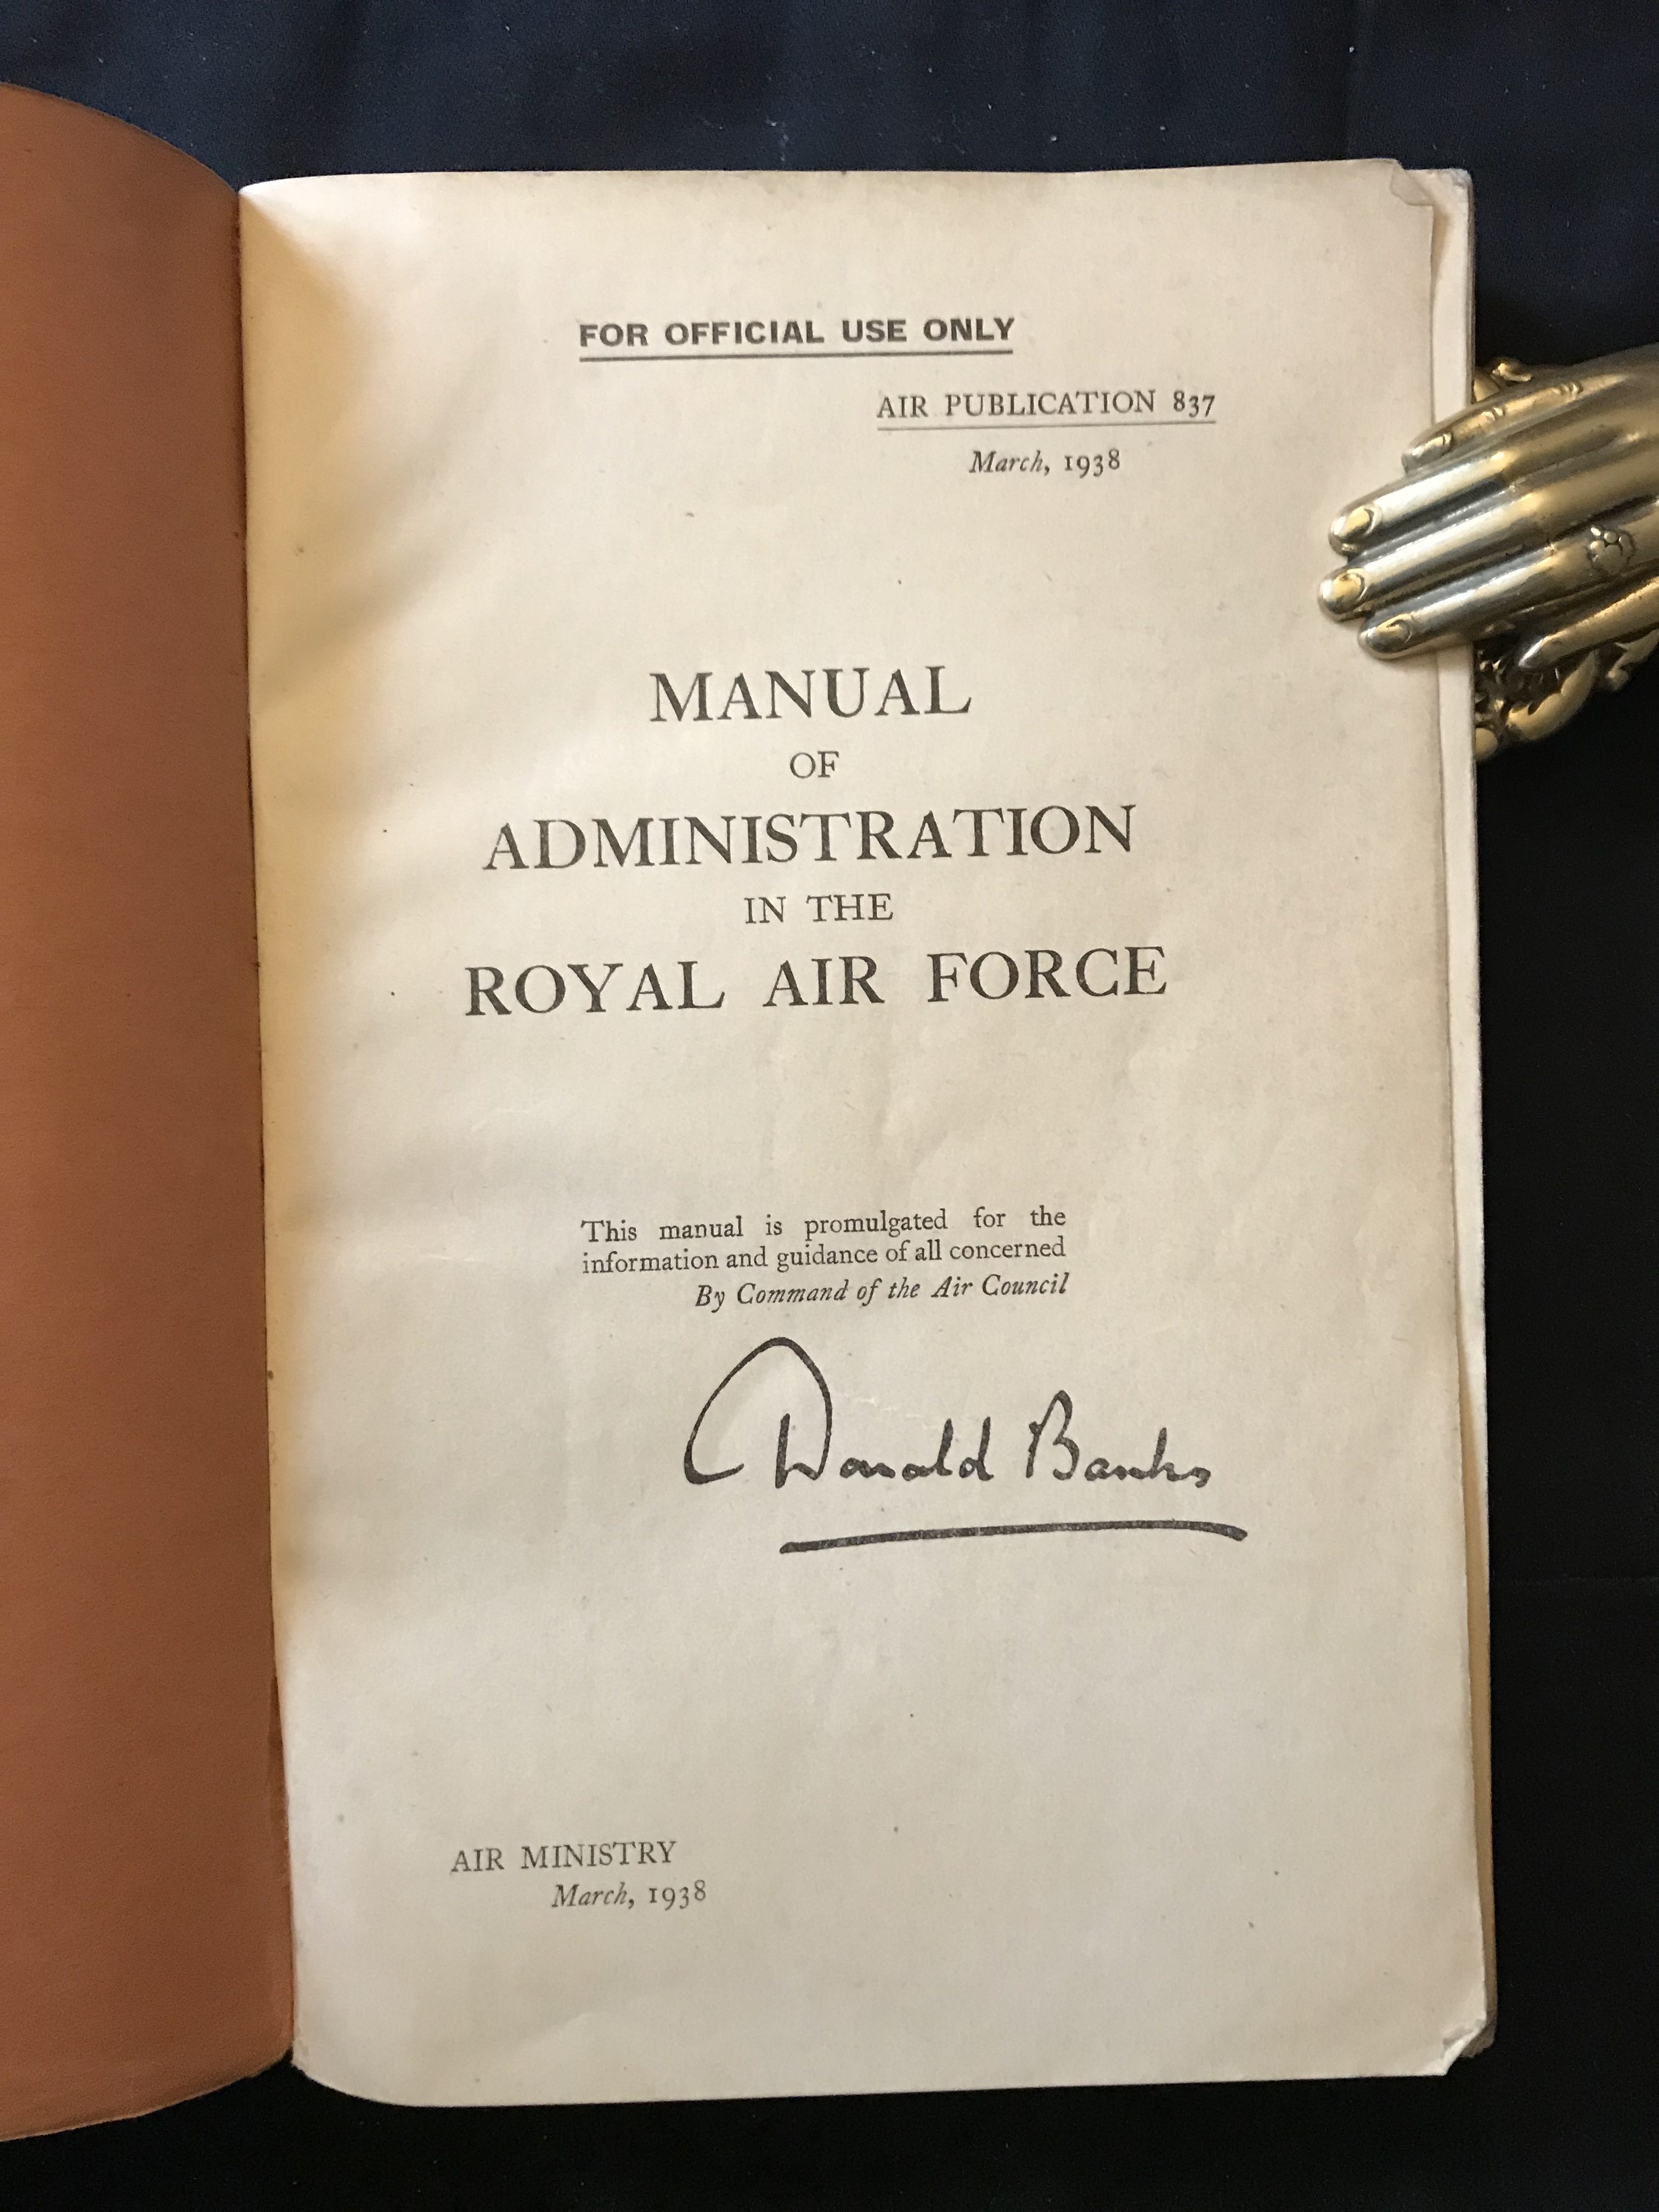 FOR OFFICIAL USE ONLY
AIR PUBLICATION 837
March, 1938
MANUAL
OF
ADMINISTRATION
IN THE
ROYAL AIR FORCE
This manual is promulgated for the
information and guidance of all concerned
By Command of the Air Council
Donald Banks
AIR MINISTRY
March, 1938